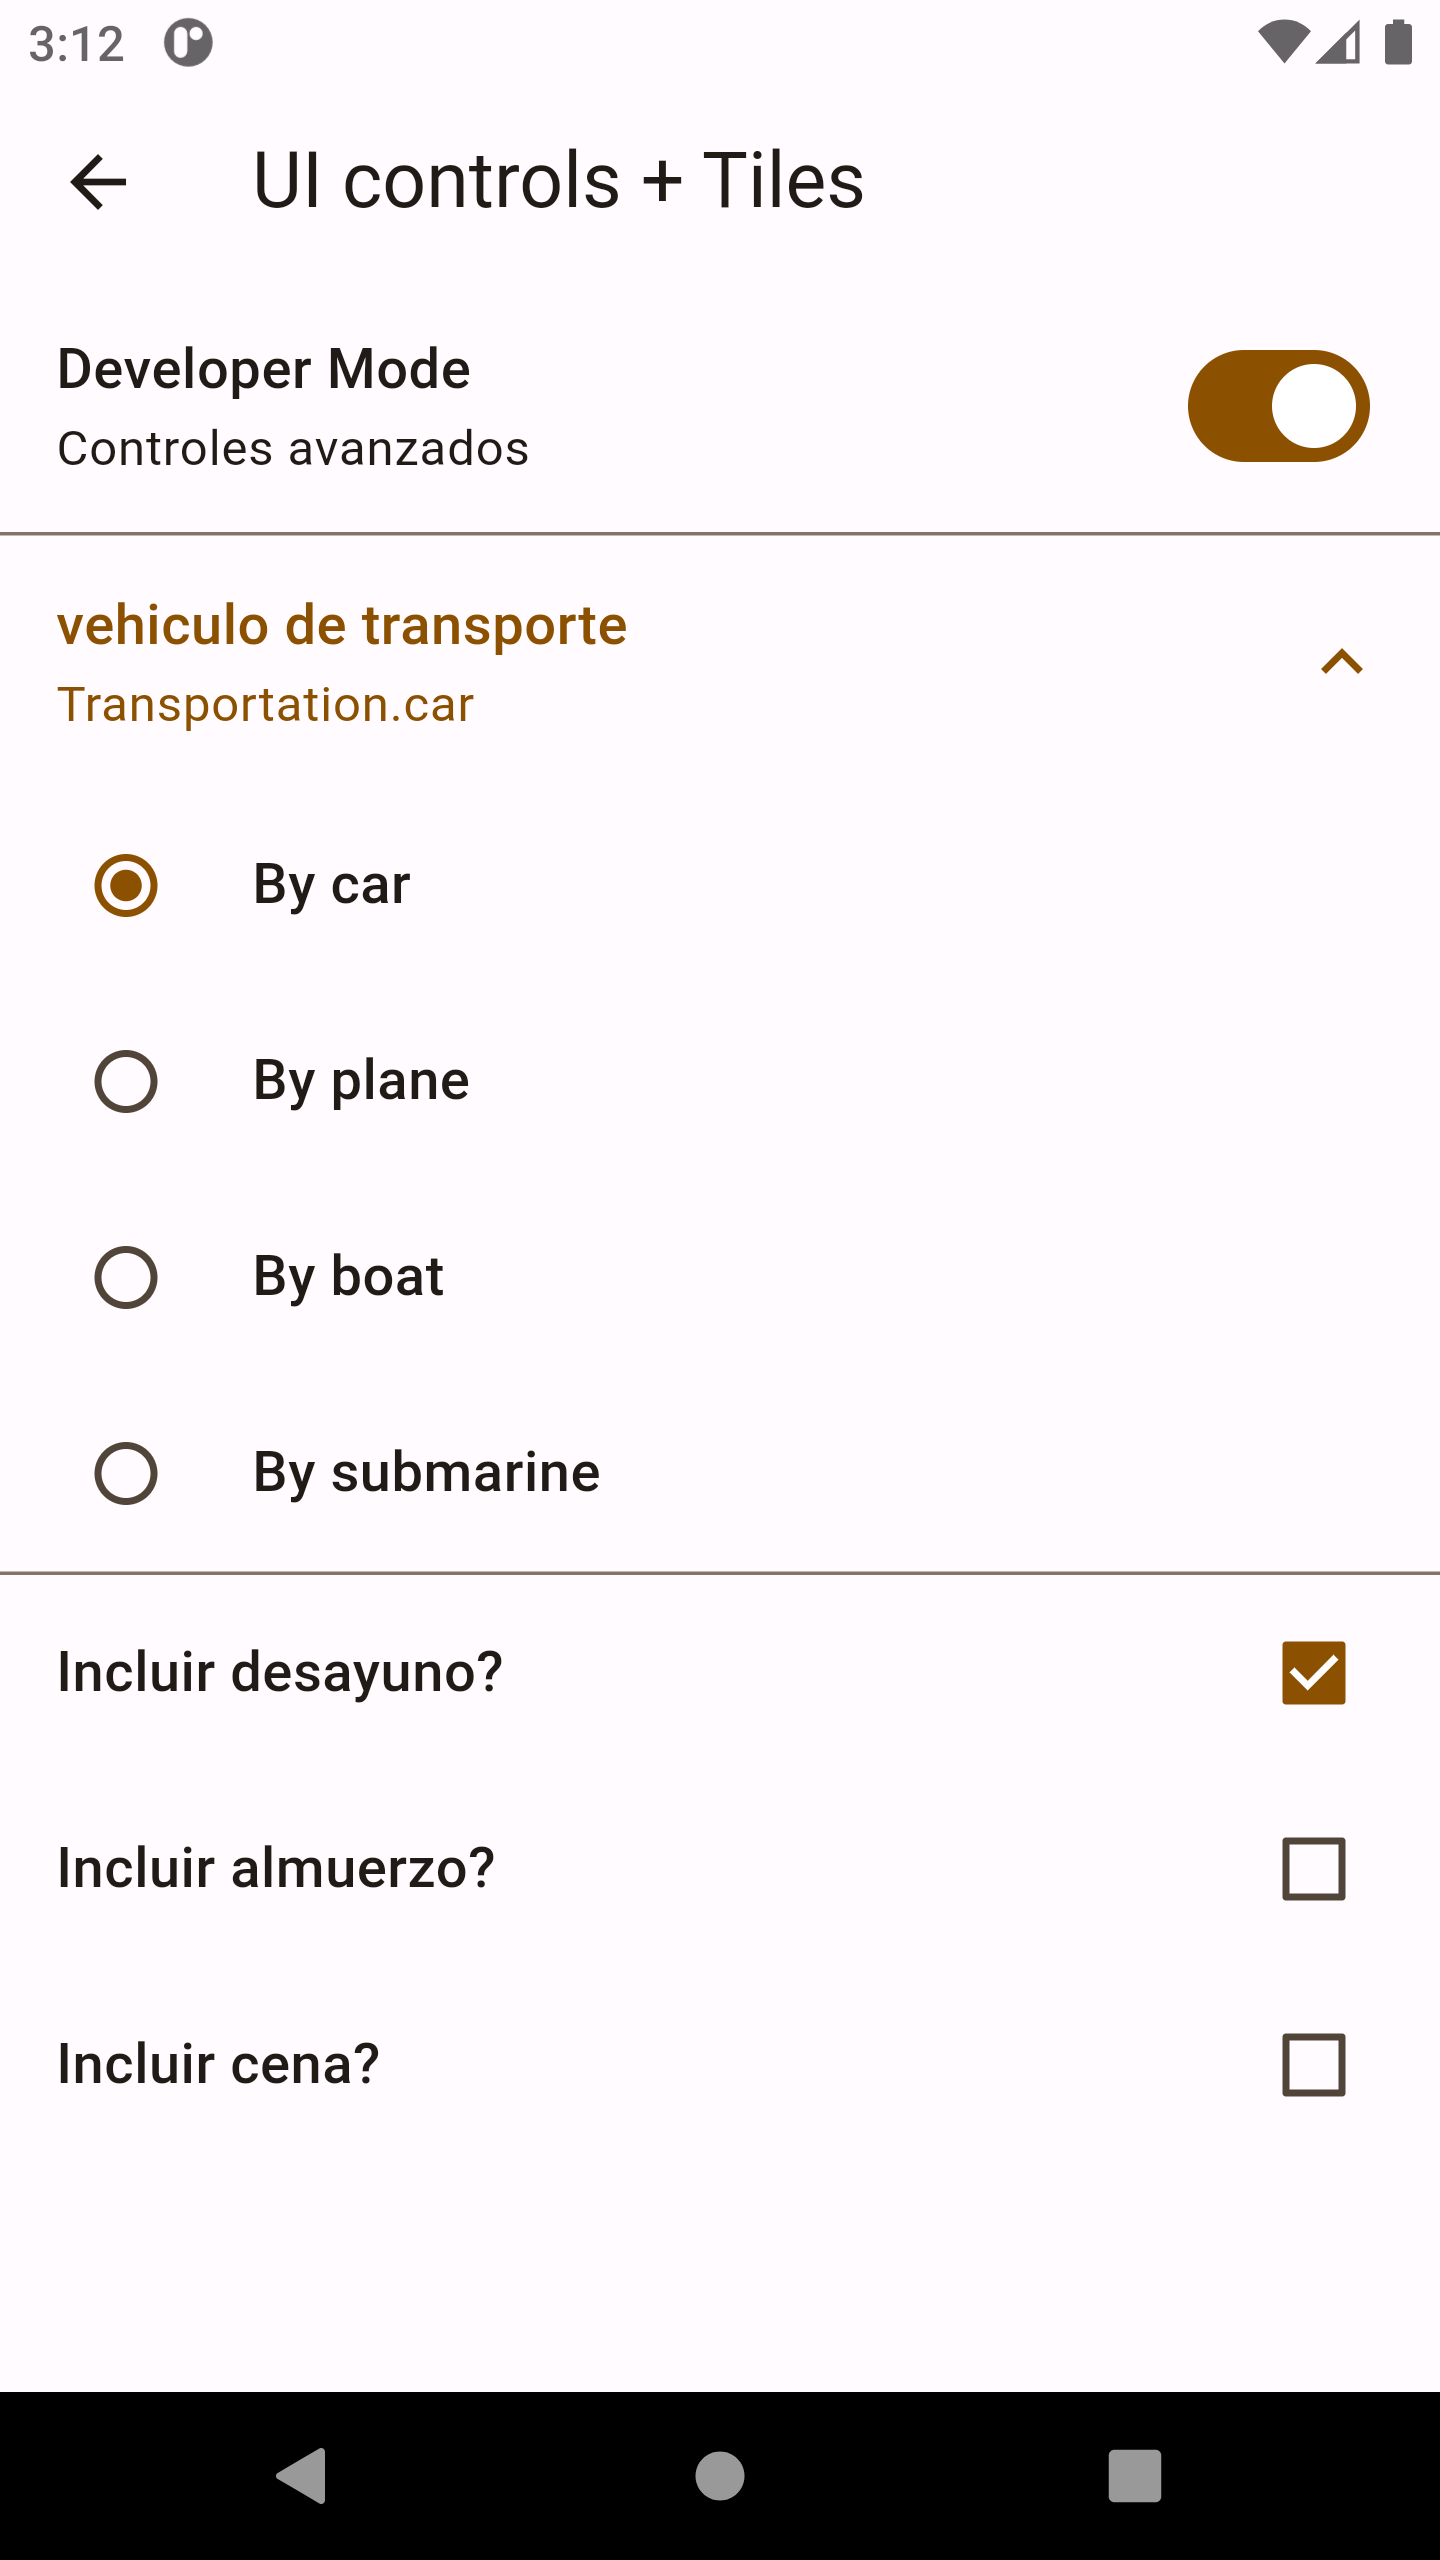 3:12
UI controls + Tiles
Developer Mode
Controles avanzados
vehiculo de transporte
Transportation.car
By car
By plane
By boat
By submarine
Incluir desayuno?
Incluir almuerzo?
Incluir cena?